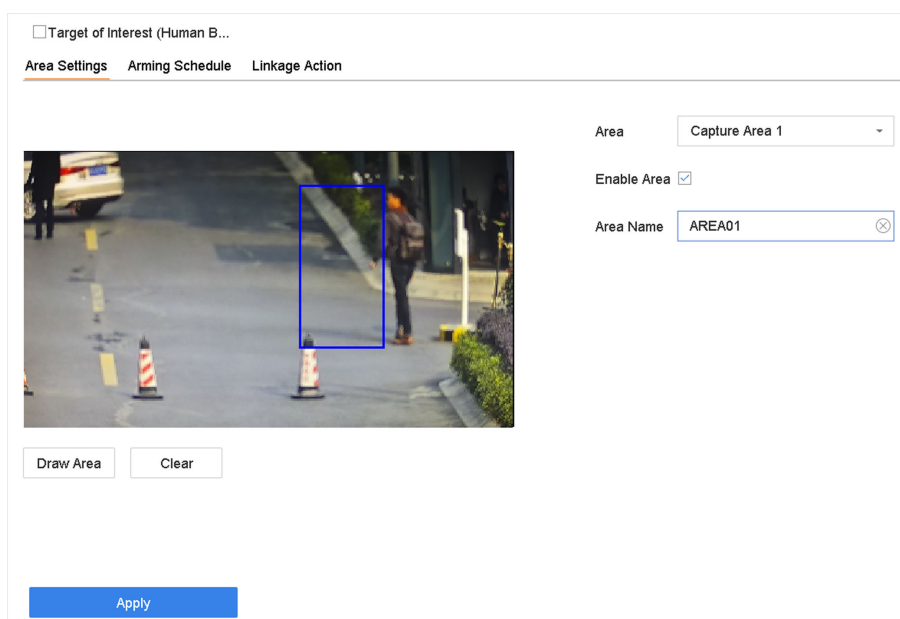 Target of Interest (Human B...
Area Settings Arming Schedule Linkage Action
Area Capture Area 1
Enable Area
Area Name AREA01
Draw Area Clear
Apply